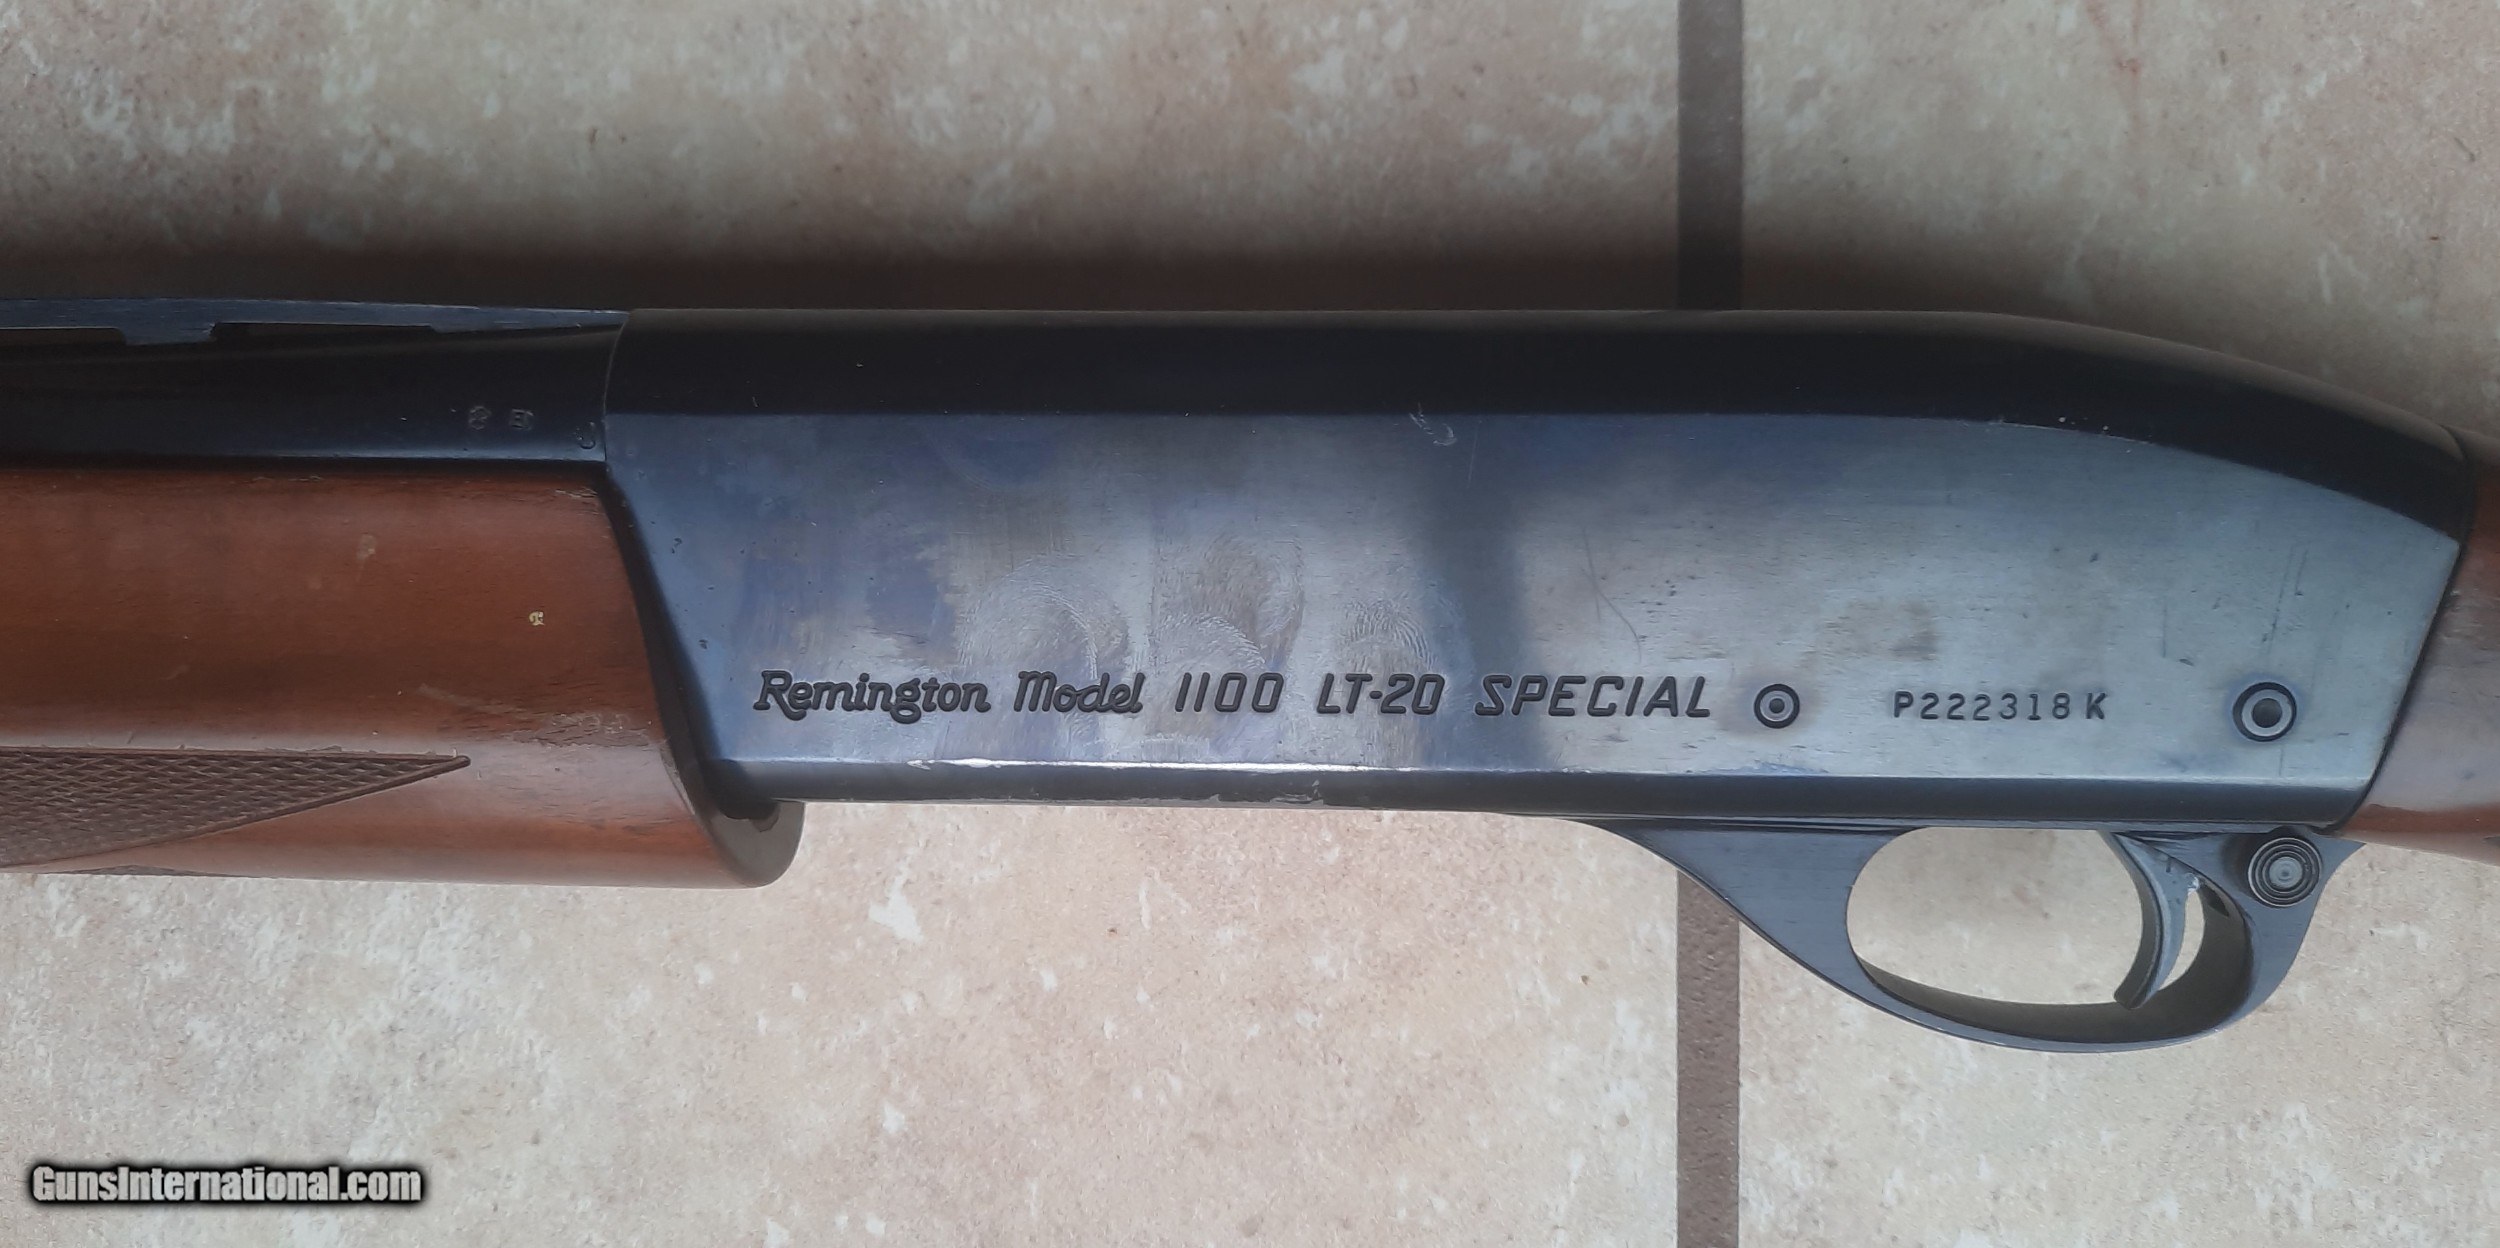 Remington Model 1100 LT-20 SPECIAL
P222318K
GunsInternational.com